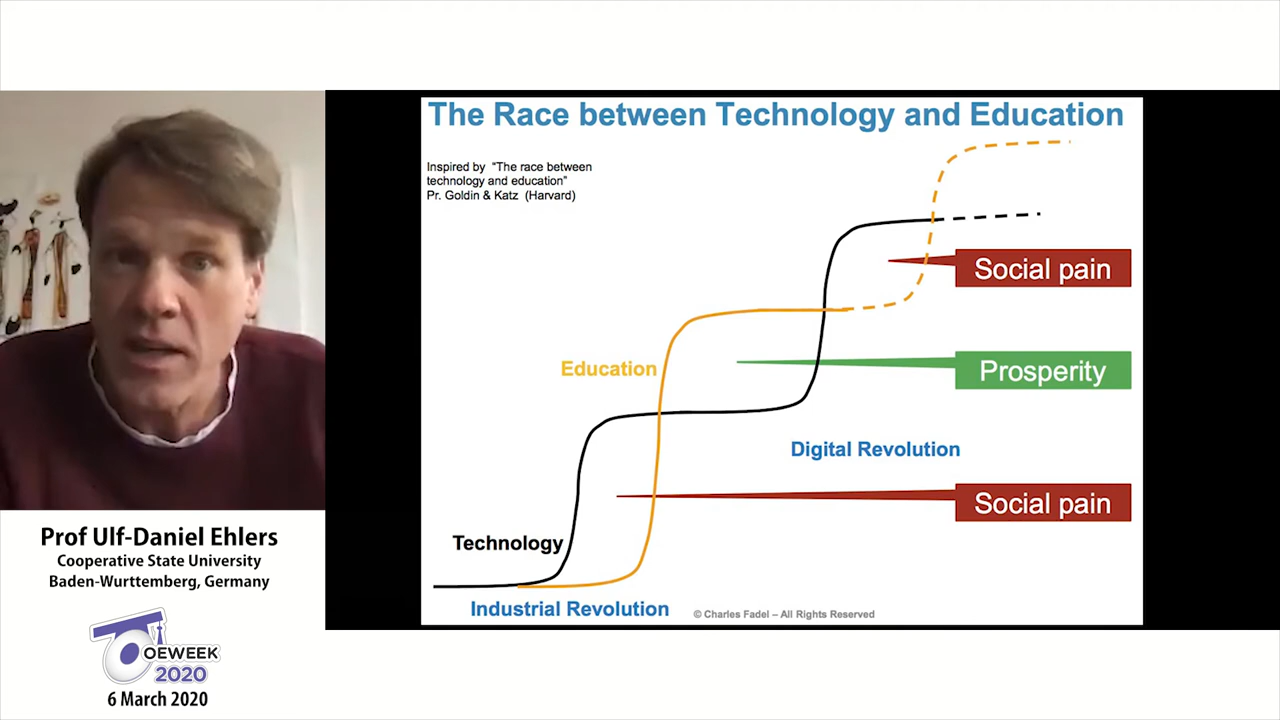 The Race between Technology and Education
Inspired by "The race between
technology and education"
Pr. Goldin & Katz (Harvard)
Social pain
Education
Prosperity
Digital Revolution
Social pain
Technology
Industrial Revolution
© Charles Fadel – All Rights Reserved
Prof Ulf-Daniel Ehlers
Cooperative State University
Baden-Wurttemberg, Germany
OEWEEK
2020
6 March 2020